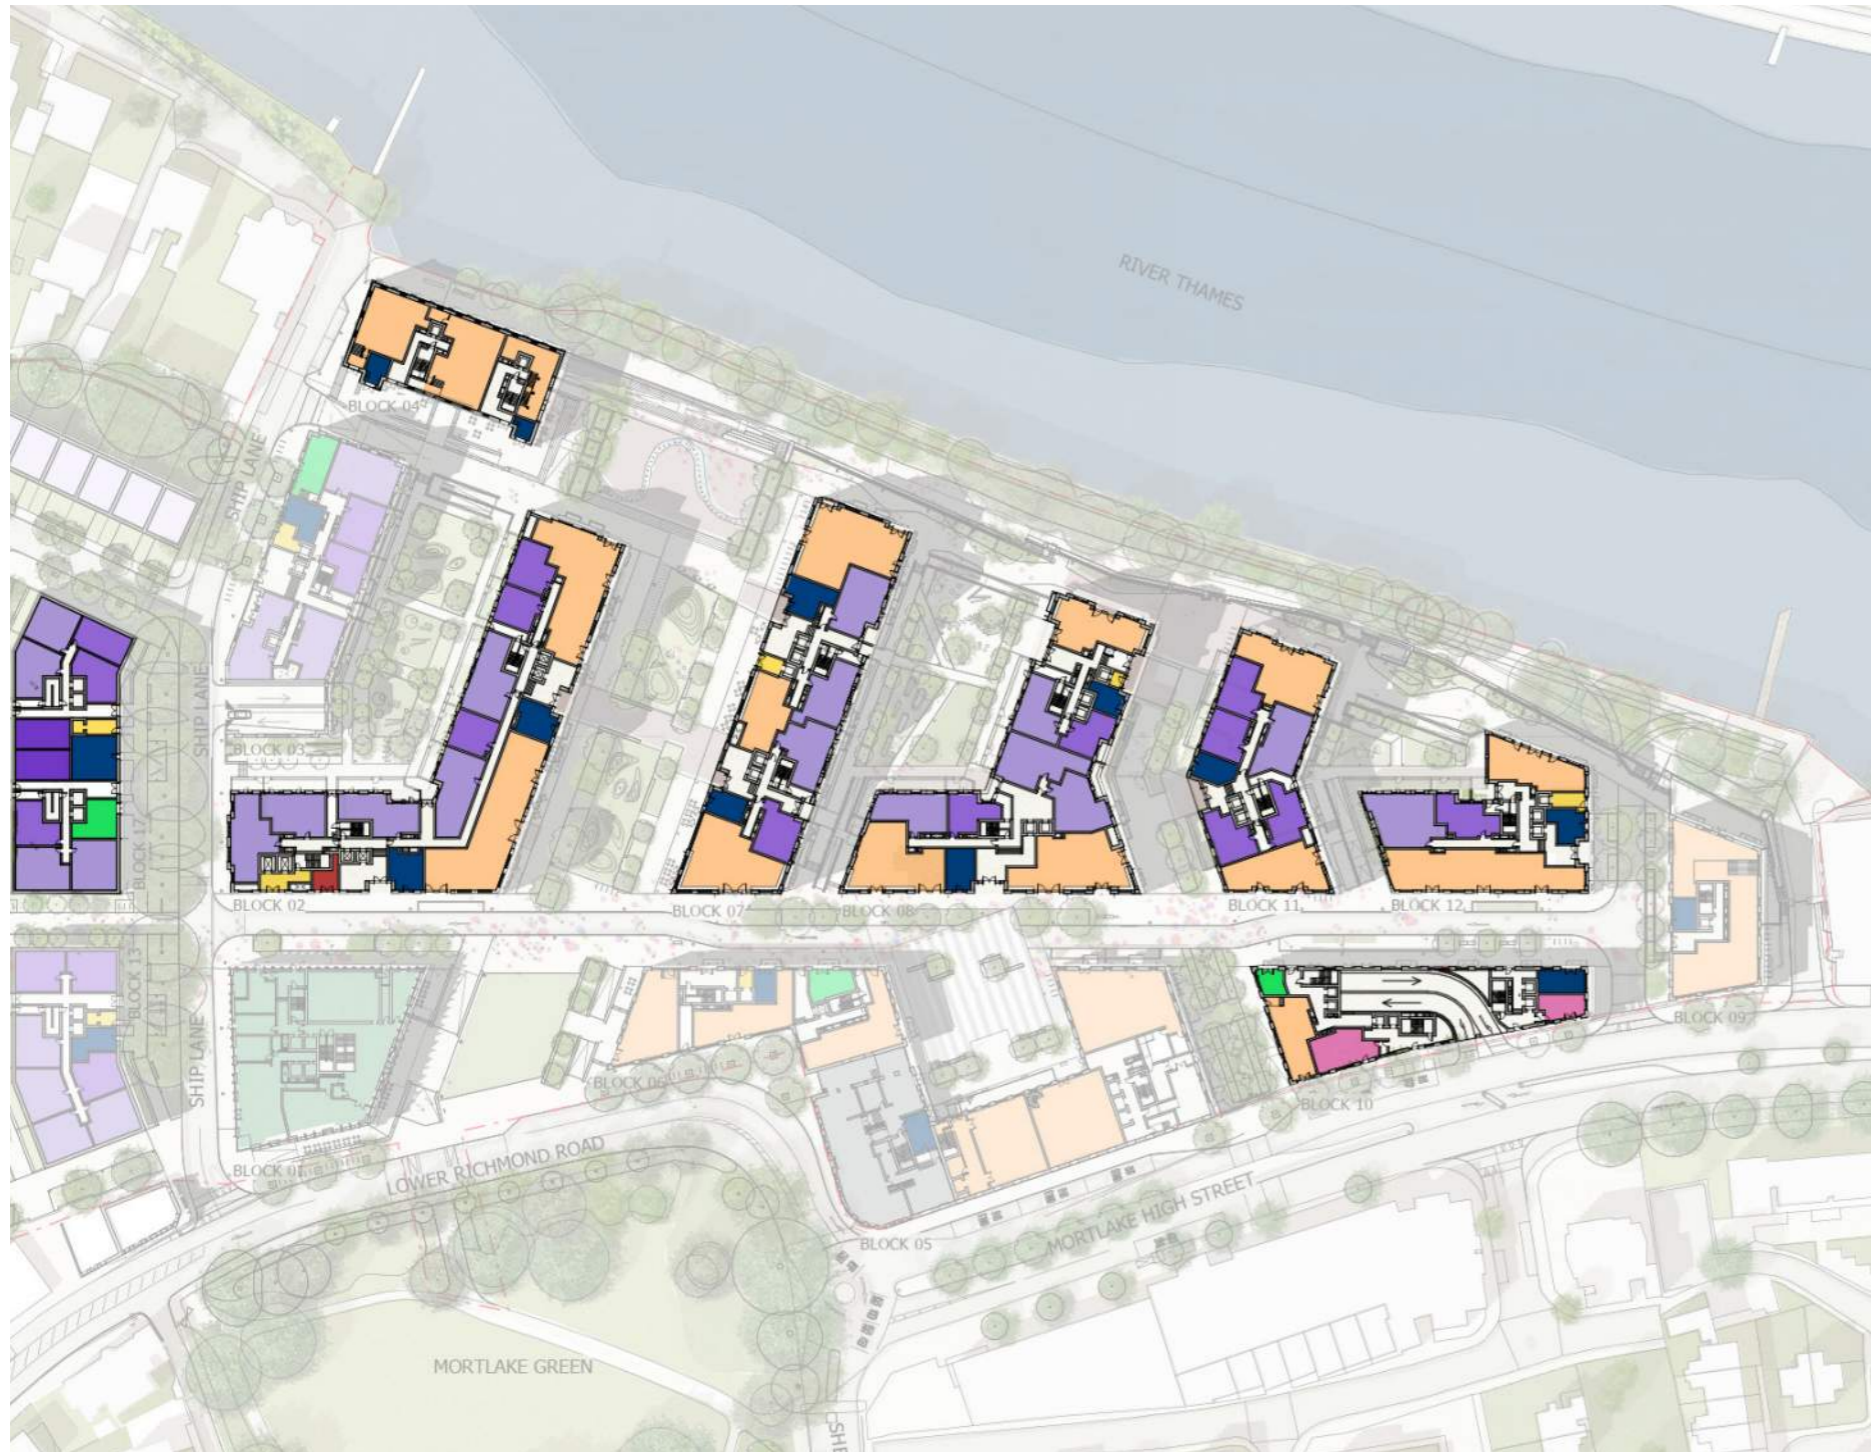 RIVER THAMES
BLOCK 04
SHIP LANE
SHIP LANE
BLOCK 03
BLOCK 02
BLOCK 07
BLOCK 08
BLOCK 11
BLOCK 12
BLOCK 13
SHIP LANE
BLOCK 09
BLOCK 06
BLOCK 10
BLOCK 01
LOWER RICHMOND ROAD
MORTLAKE HIGH STREET
BLOCK 05
MORTLAKE GREEN